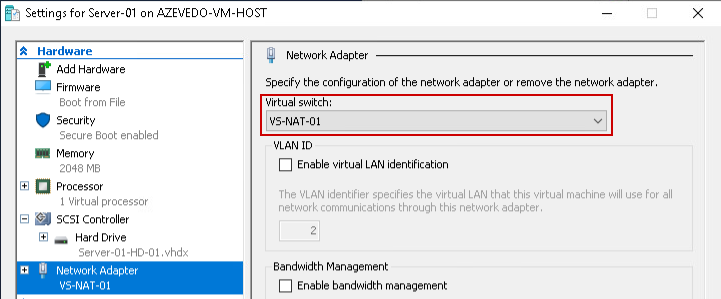 Settings for Server-01 on AZEVEDO-VM-HOST
Hardware
Add Hardware
Firmware
Boot from File
Security
Secure Boot enabled
Memory
2048 MB
Processor
1 Virtual processor
SCSI Controller
Hard Drive
Server-01-HD-01.vhdx
Network Adapter
VS-NAT-01
Network Adapter
Specify the configuration of the network adapter or remove the network adapter.
Virtual switch:
VS-NAT-01
VLAN ID
Enable virtual LAN identification
The VLAN identifier specifies the virtual LAN that this virtual machine will use for all
network communications through this network adapter.
2
Bandwidth Management
Enable bandwidth management